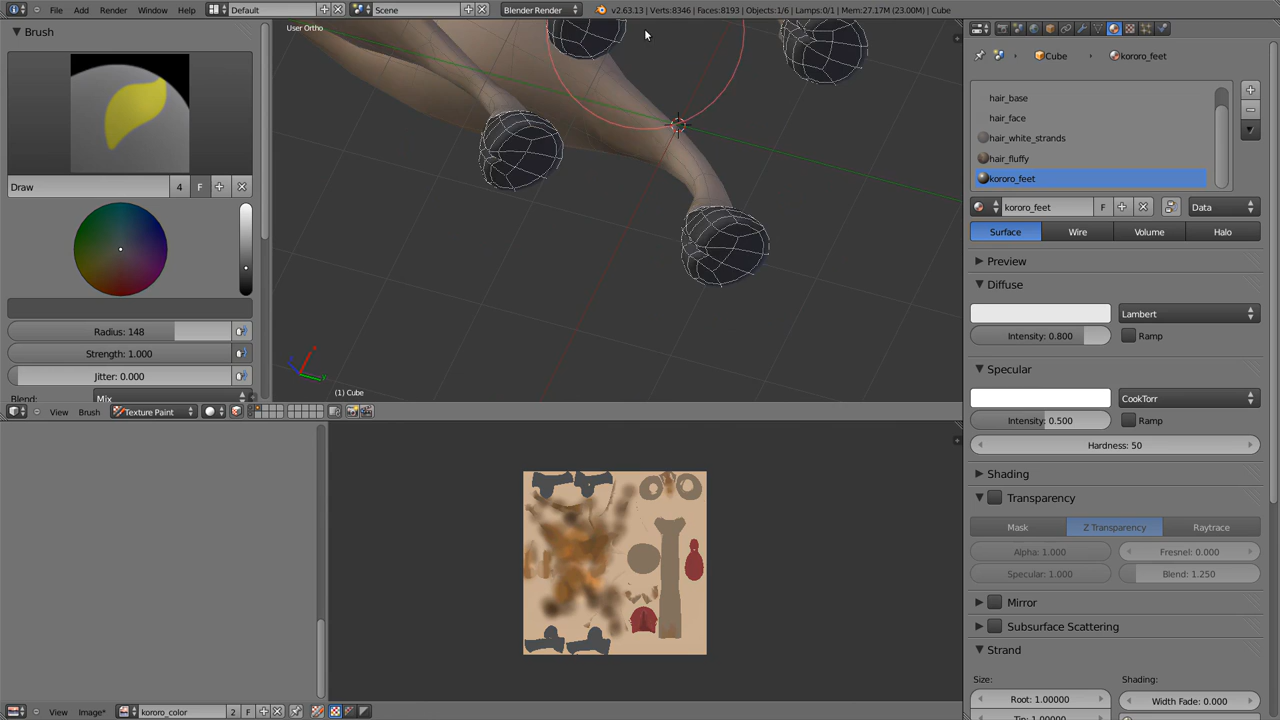 File Add Render Window Help Default Scene Blender Render v2.63.13 | Verts:8346 | Faces:8193 | Objects:1/6 | Lamps:0/1 | Mem:27.17M (23.00M) | Cube
Brush
Draw 4 F
Radius: 148
Strength: 1.000
Jitter: 0.000
Blend: Mix
User Ortho
(1) Cube
View Brush Texture Paint
View Image* kororo_color 2 F
Cube kororo_feet
hair_base
hair_face
hair_white_strands
hair_fluffy
kororo_feet
kororo_feet F Data
Surface Wire Volume Halo
Preview
Diffuse
Lambert
Intensity: 0.800 Ramp
Specular
CookTorr
Intensity: 0.500 Ramp
Hardness: 50
Shading
Transparency
Mask Z Transparency Raytrace
Alpha: 1.000 Fresnel: 0.000
Specular: 1.000 Blend: 1.250
Mirror
Subsurface Scattering
Strand
Size: Shading:
Root: 1.00000 Width Fade: 0.000
Tip: 1.00000